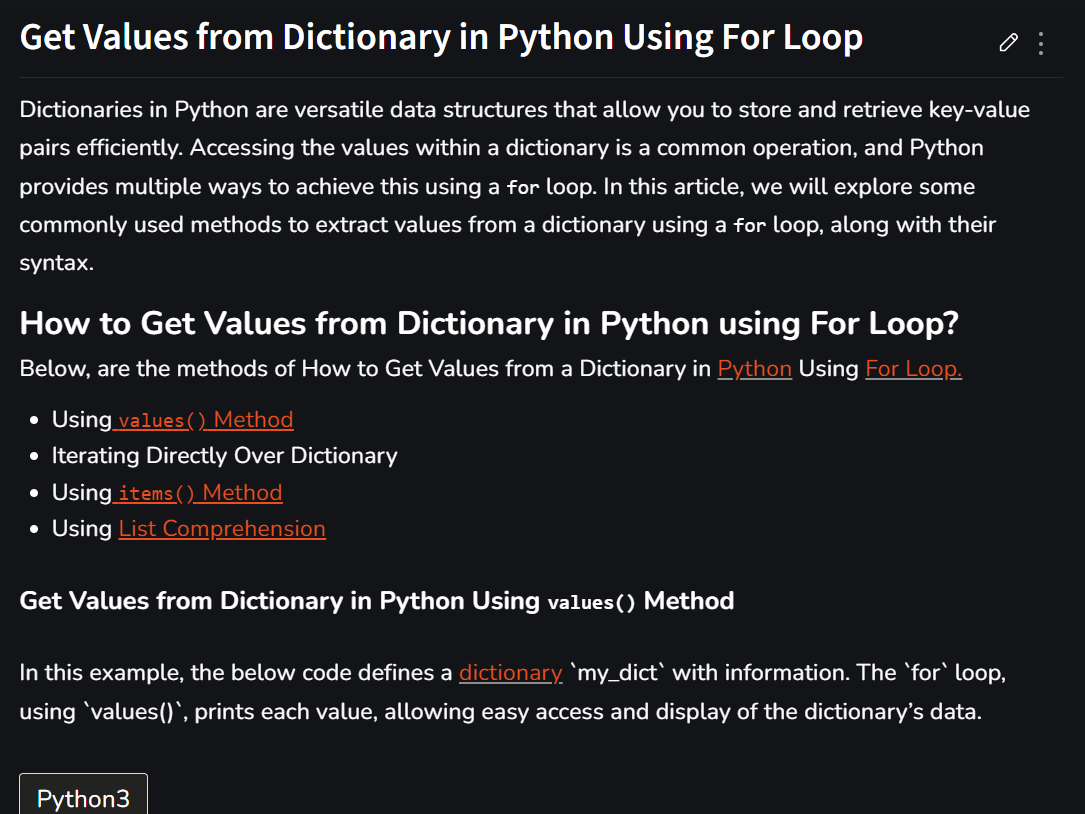 Get Values from Dictionary in Python Using For Loop
Dictionaries in Python are versatile data structures that allow you to store and retrieve key-value
pairs efficiently. Accessing the values within a dictionary is a common operation, and Python
provides multiple ways to achieve this using a for loop. In this article, we will explore some
commonly used methods to extract values from a dictionary using a for loop, along with their
syntax.
How to Get Values from Dictionary in Python using For Loop?
Below, are the methods of How to Get Values from a Dictionary in Python Using For Loop.
• Using values() Method
• Iterating Directly Over Dictionary
• Using items() Method
• Using List Comprehension
Get Values from Dictionary in Python Using values() Method
In this example, the below code defines a dictionary `my_dict` with information. The `for` loop,
using `values()`, prints each value, allowing easy access and display of the dictionary’s data.
Python3